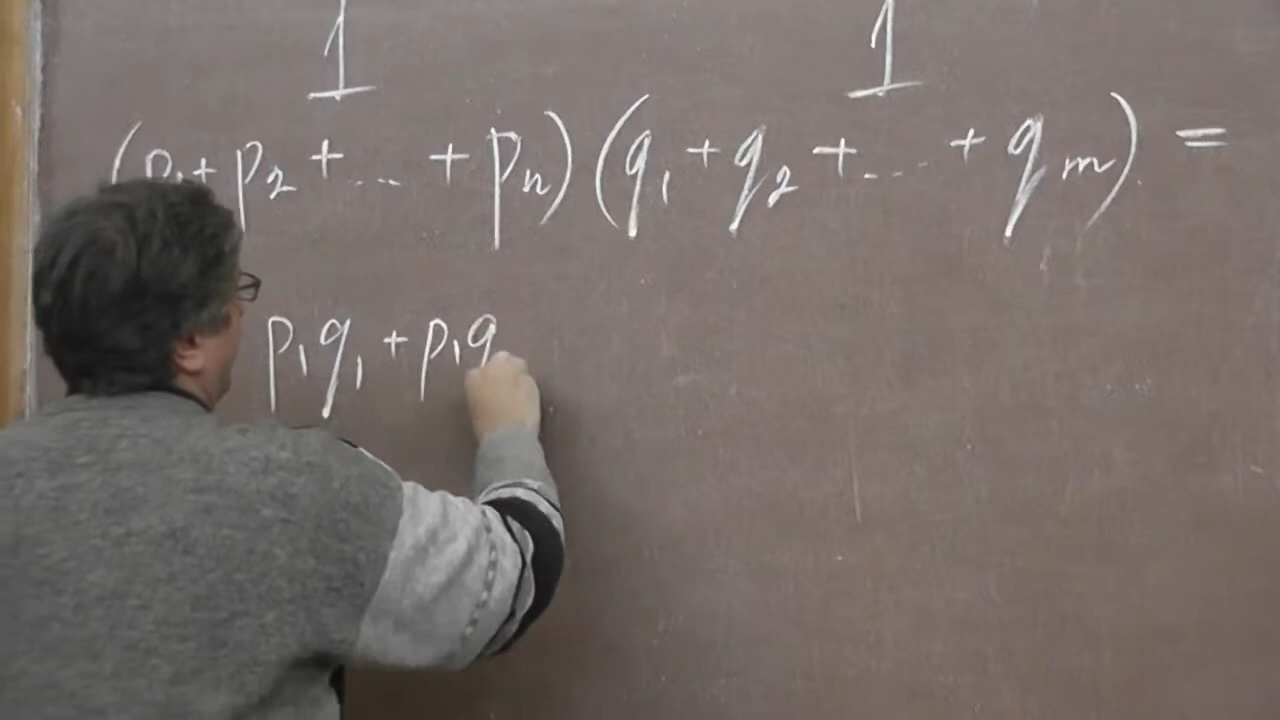 1 1
(p₁ + p₂ + ... + pₙ)(q₁ + q₂ + ... + qₘ) =
p₁q₁ + p₁q